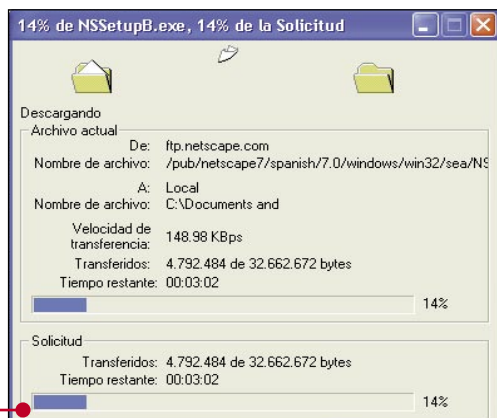 14% de NSSetupB.exe, 14% de la Solicitud
Descargando
Archivo actual
De: ftp.netscape.com
Nombre de archivo: /pub/netscape7/spanish/7.0/windows/win32/sea/NS
A: Local
Nombre de archivo: C:\Documents and
Velocidad de
transferencia: 148.98 KBps
Transferidos: 4.792.484 de 32.662.672 bytes
Tiempo restante: 00:03:02
14%
Solicitud
Transferidos: 4.792.484 de 32.662.672 bytes
Tiempo restante: 00:03:02
14%